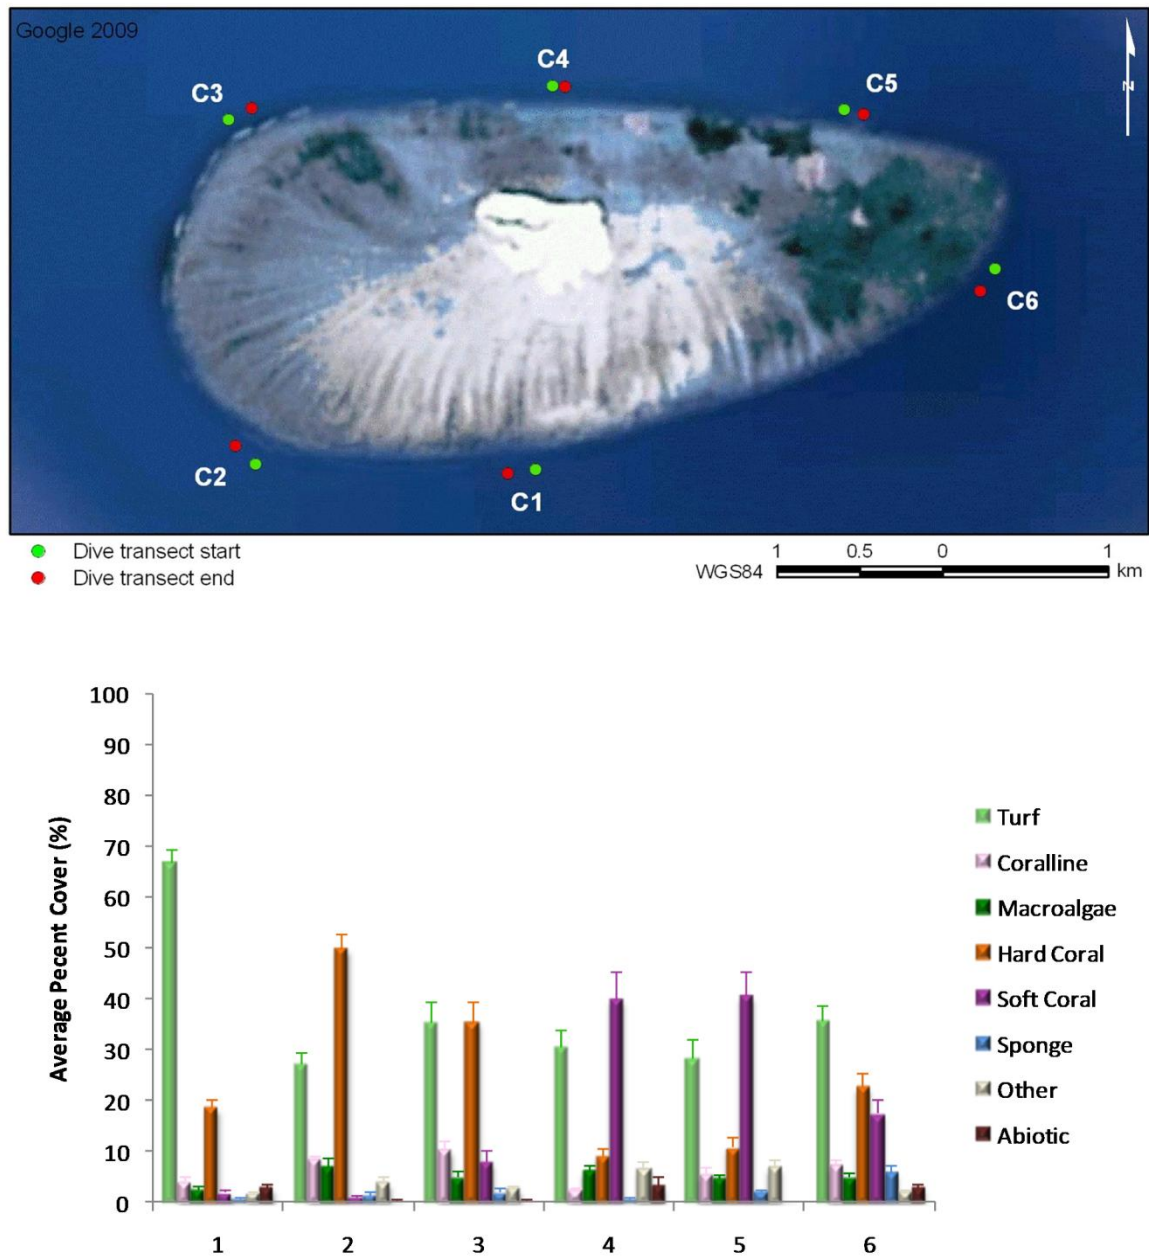 Google 2009
C4
C5
C3
N
C6
C2
C1
Dive transect start
Dive transect end
1 0.5 0 1
WGS84 km
100
90
80
70
60
50
40
30
20
10
0
Average Pecent Cover (%)
1 2 3 4 5 6
Turf
Coralline
Macroalgae
Hard Coral
Soft Coral
Sponge
Other
Abiotic